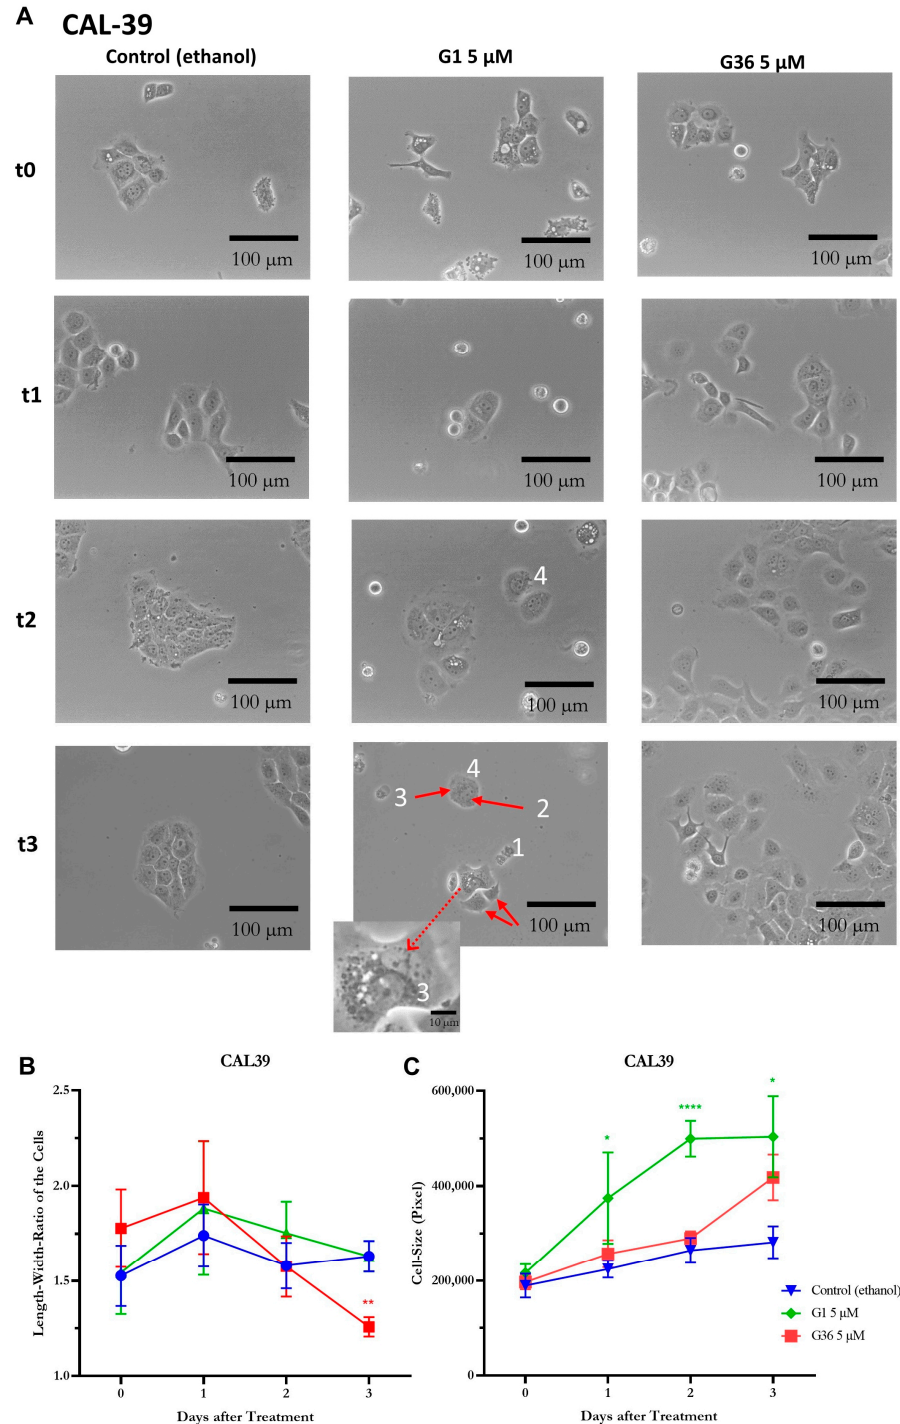 A
CAL-39
Control (ethanol)
G1 5 µM
G36 5 µM
t0
100 µm
100 µm
100 µm
t1
100 µm
100 µm
100 µm
t2
4
100 µm
100 µm
100 µm
t3
4
3
2
1
100 µm
100 µm
100 µm
3
10 µm
B
CAL39
Length-Width-Ratio of the Cells
2.5
2.0
1.5
1.0
**
0
1
2
3
Days after Treatment
C
CAL39
Cell-Size (Pixel)
600,000
400,000
200,000
0
*
****
*
Control (ethanol)
G1 5 µM
G36 5 µM
0
1
2
3
Days after Treatment